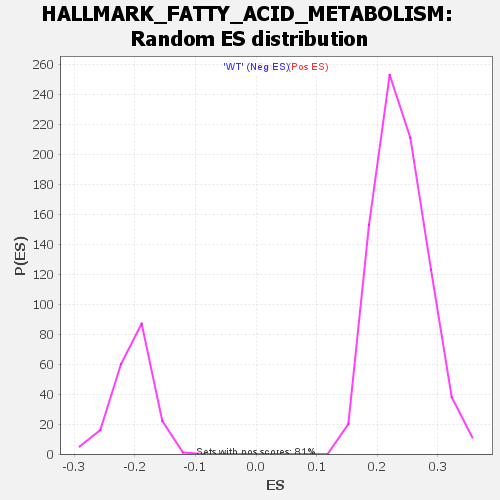 HALLMARK_FATTY_ACID_METABOLISM:
Random ES distribution
'WT' (Neg ES)(Pos ES)
260
240
220
200
180
160
140
120
100
80
60
40
20
0
P(ES)
Sets with pos scores: 81%
-0.3 -0.2 -0.1 0.0 0.1 0.2 0.3
ES